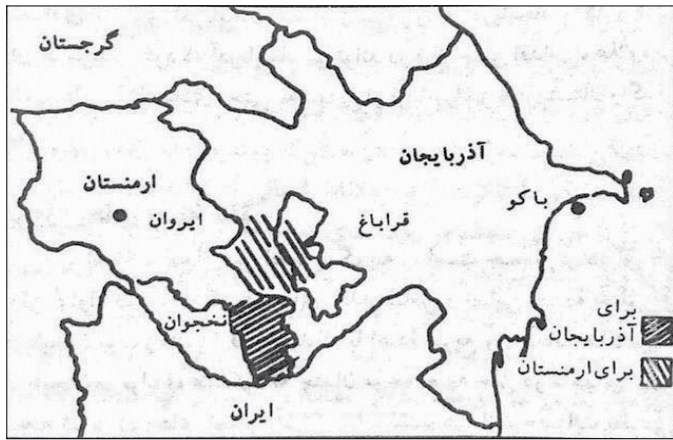 گرجستان
آذربایجان
ارمنستان
باکو
ایروان
قراباغ
نخجوان
برای
آذربایجان
برای ارمنستان
ایران